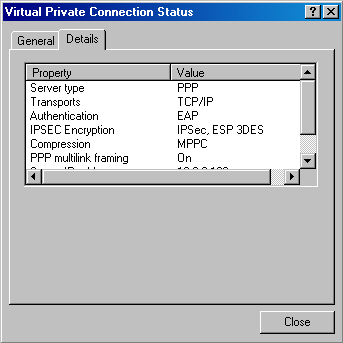 Virtual Private Connection Status
General Details
Property Value
Server type PPP
Transports TCP/IP
Authentication EAP
IPSEC Encryption IPSec, ESP 3DES
Compression MPPC
PPP multilink framing On
Close